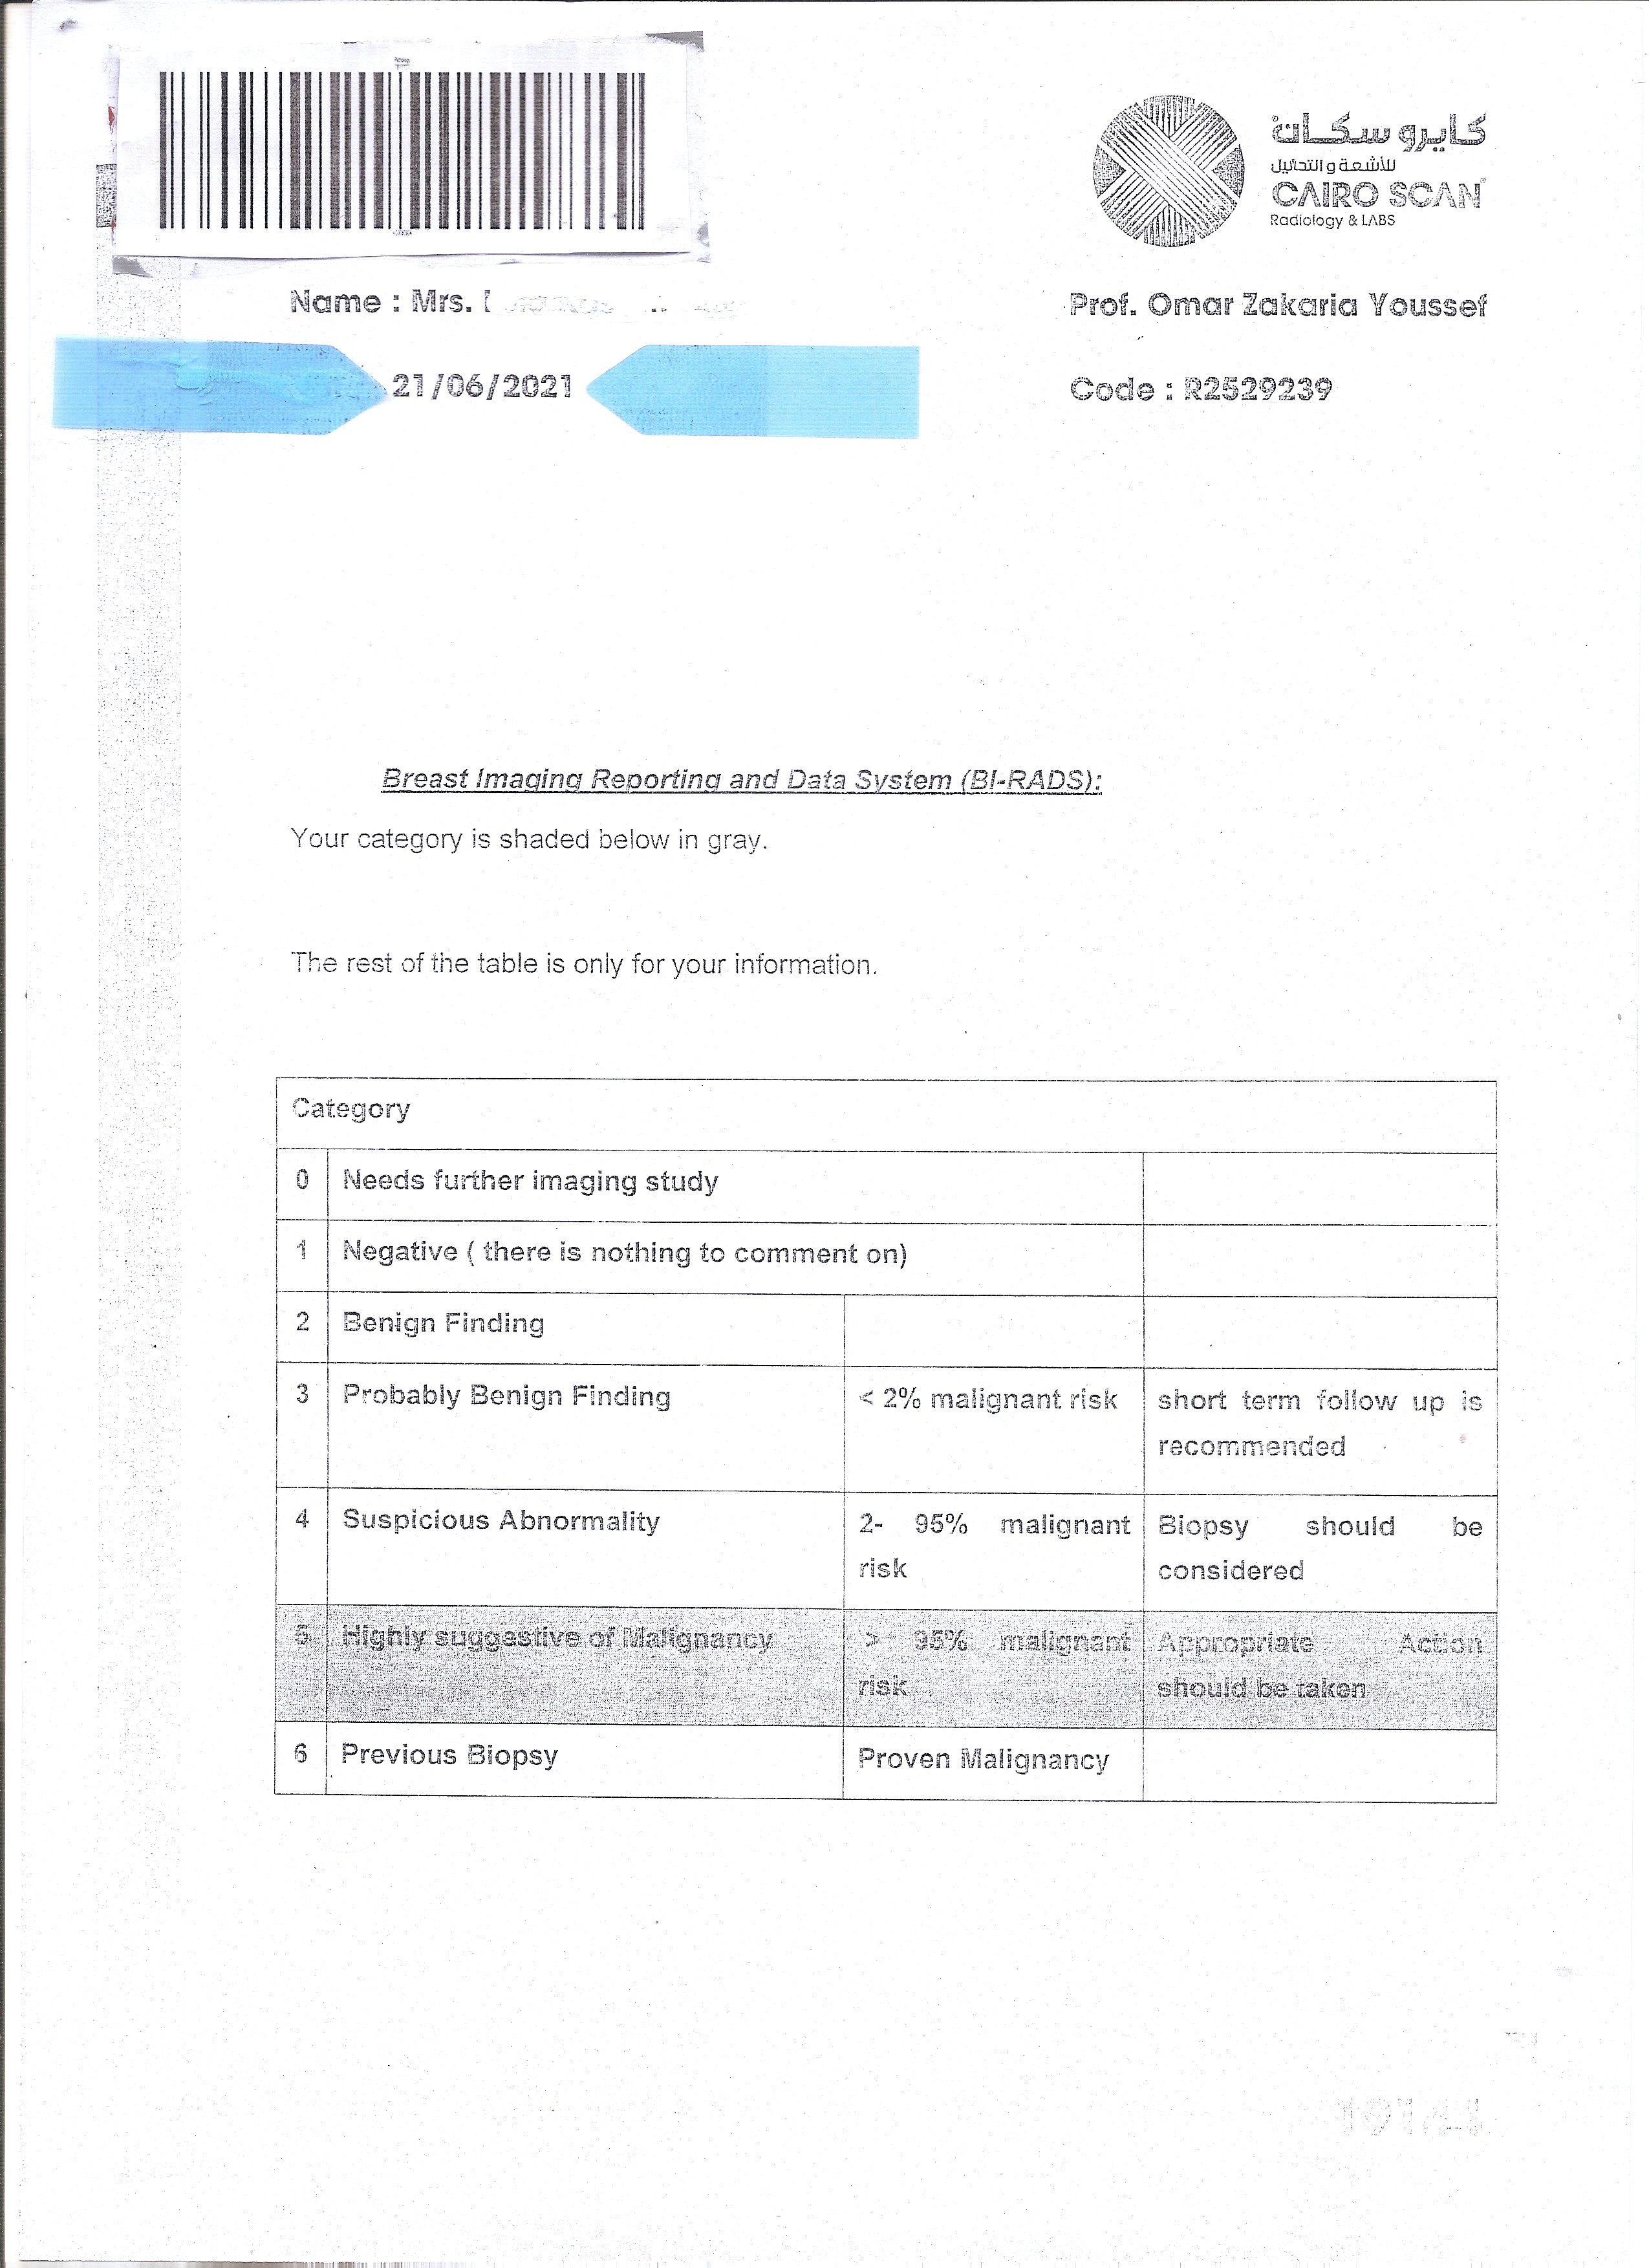 كايرو سكان
للأشعة والتحاليل
CAIRO SCAN
Radiology & LABS
Name : Mrs.
Prof. Omar Zakaria Youssef
21/06/2021
Code : R2529239
Breast Imaging Reporting and Data System (BI-RADS):
Your category is shaded below in gray.
The rest of the table is only for your information.
Category
0 Needs further imaging study
1 Negative ( there is nothing to comment on)
2 Benign Finding
3 Probably Benign Finding < 2% malignant risk short term follow up is
recommended
4 Suspicious Abnormality 2- 95% malignant Biopsy should be
risk considered
5 Highly suggestive of Malignancy > 95% malignant Appropriate Action
risk should be taken
6 Previous Biopsy Proven Malignancy